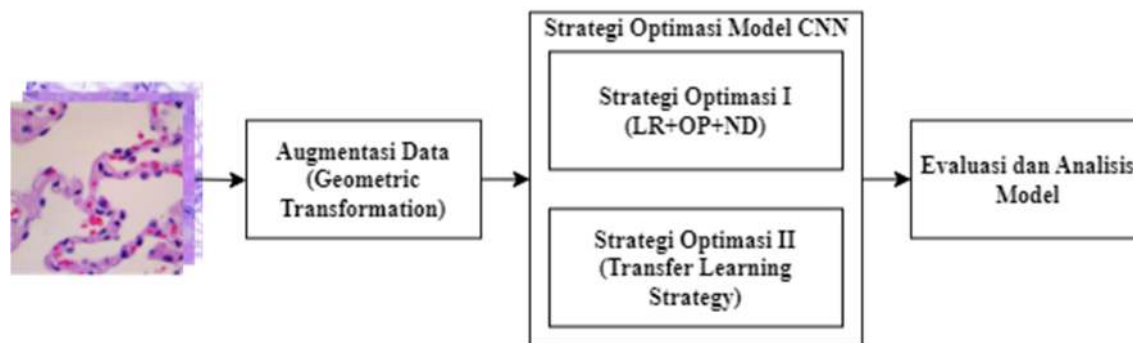 Strategi Optimasi Model CNN
Strategi Optimasi I
(LR+OP+ND)
Augmentasi Data
(Geometric
Transformation)
Evaluasi dan Analisis
Model
Strategi Optimasi II
(Transfer Learning
Strategy)